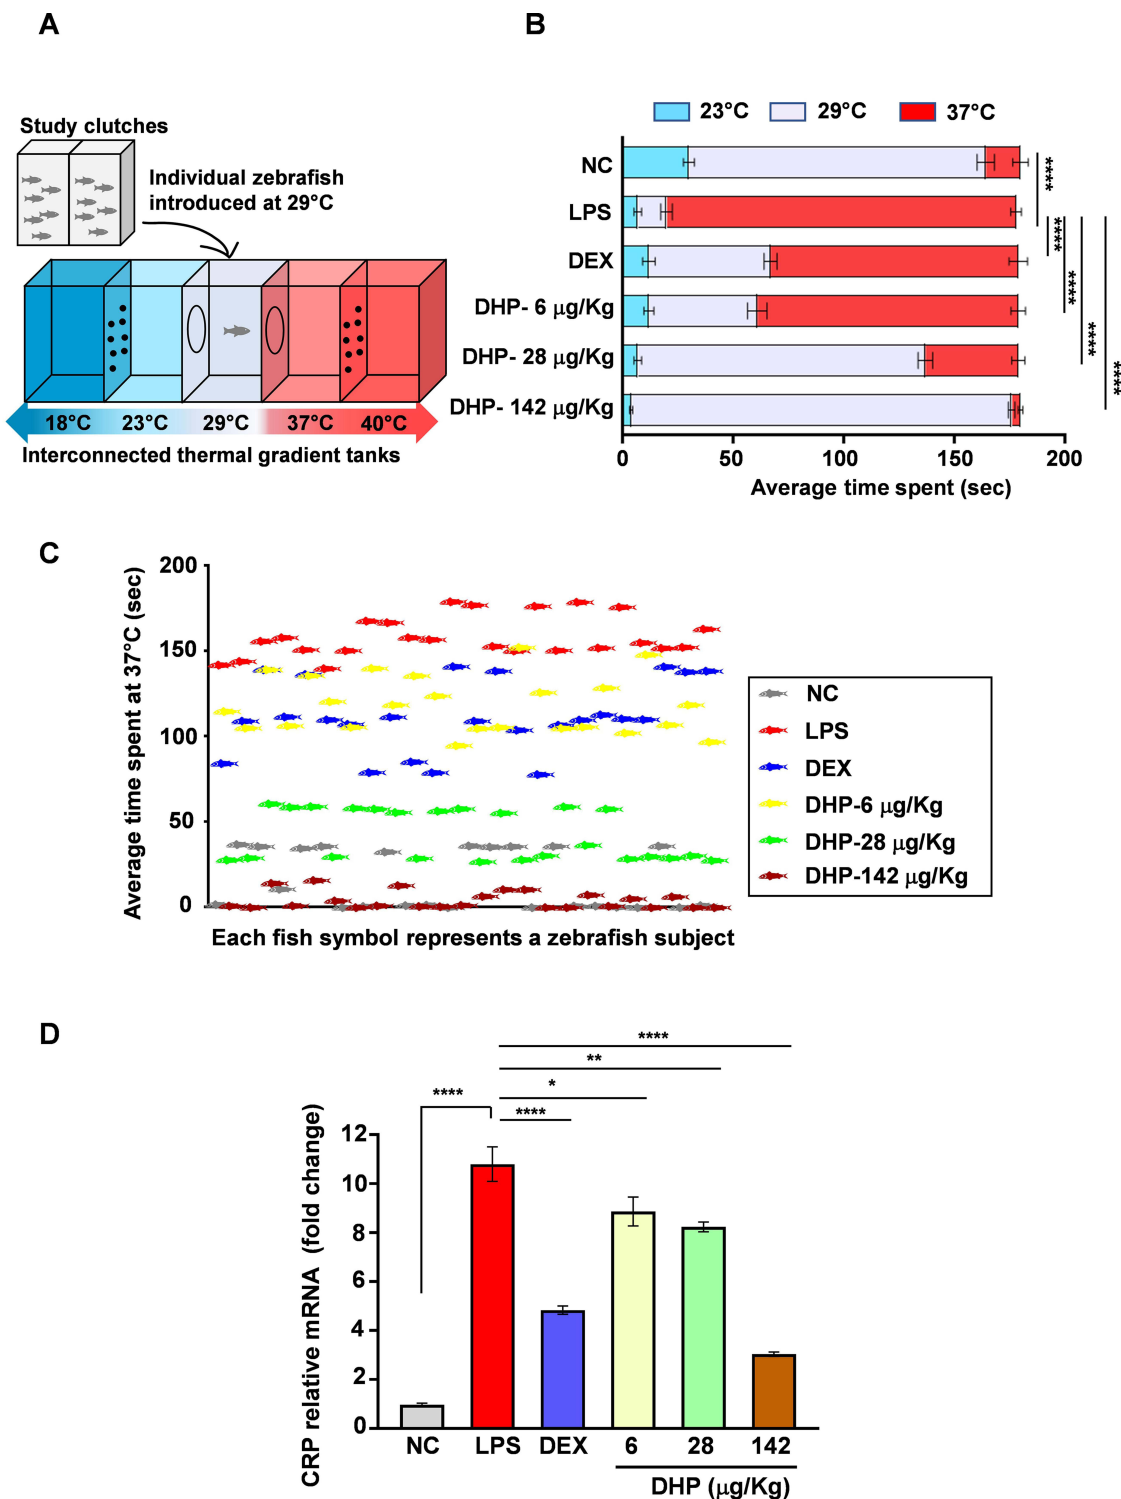 A
Study clutches
Individual zebrafish
introduced at 29°C
18°C 23°C 29°C 37°C 40°C
Interconnected thermal gradient tanks
B
23°C 29°C 37°C
NC
LPS
DEX
DHP- 6 μg/Kg
DHP- 28 μg/Kg
DHP- 142 μg/Kg
****
****
****
****
****
0 50 100 150 200
Average time spent (sec)
C
Average time spent at 37°C (sec)
200
150
100
50
0
Each fish symbol represents a zebrafish subject
NC
LPS
DEX
DHP-6 μg/Kg
DHP-28 μg/Kg
DHP-142 μg/Kg
D
CRP relative mRNA (fold change)
****
**
*
****
****
12
10
8
6
4
2
0
NC LPS DEX 6 28 142
DHP (μg/Kg)